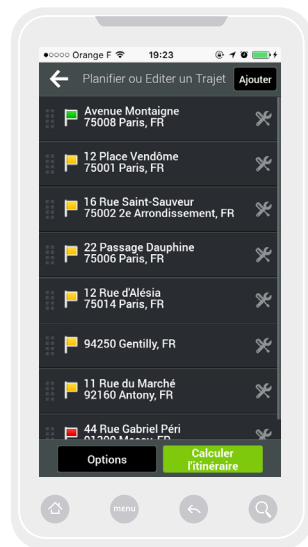 Orange F 19:23
Planifier ou Editer un Trajet Ajouter
Avenue Montaigne
75008 Paris, FR
12 Place Vendôme
75001 Paris, FR
16 Rue Saint-Sauveur
75002 2e Arrondissement, FR
22 Passage Dauphine
75006 Paris, FR
12 Rue d'Alésia
75014 Paris, FR
94250 Gentilly, FR
11 Rue du Marché
92160 Antony, FR
44 Rue Gabriel Péri
91300 Massy, FR
Options
Calculer
l'itinéraire
menu